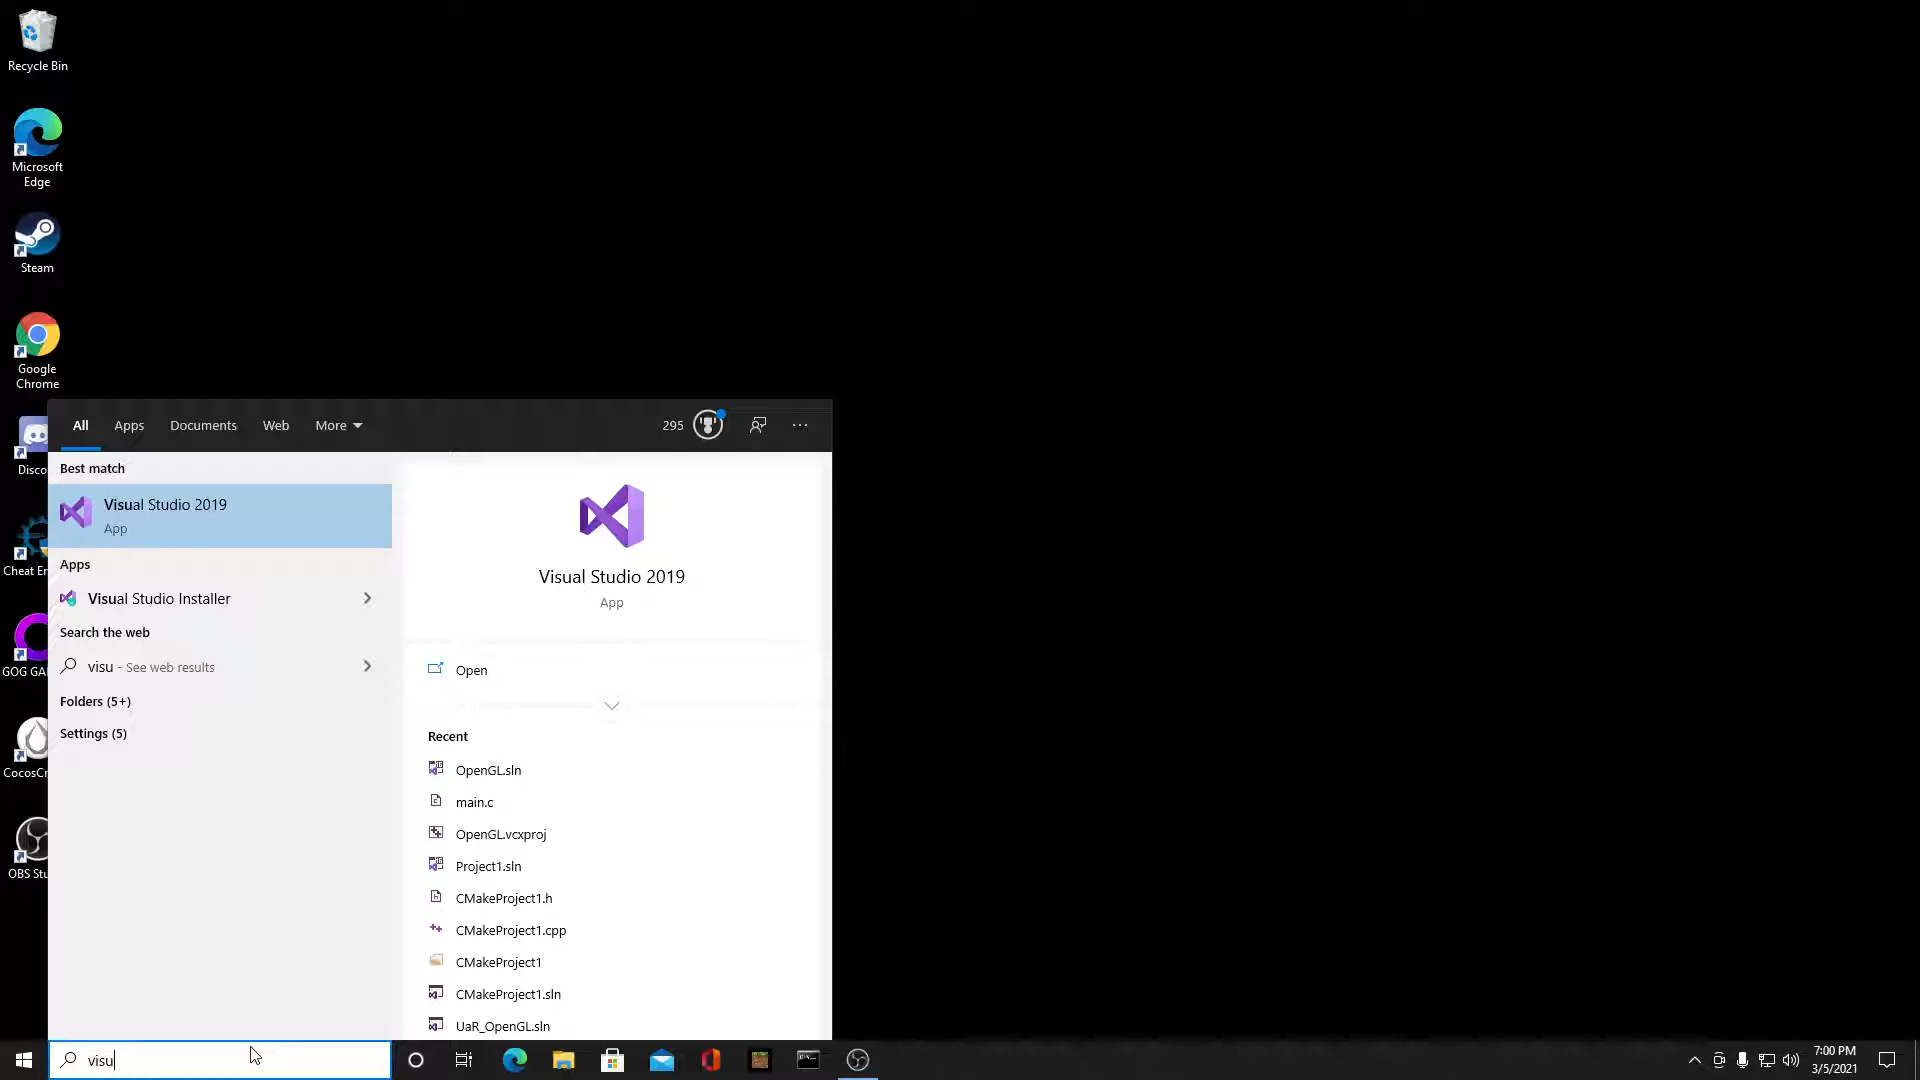 Recycle Bin
Microsoft
Edge
Steam
Google
Chrome
Disco
Cheat En
GOG GA
CocosCr
OBS Stu
All Apps Documents Web More 295
Best match
Visual Studio 2019
App
Apps
Visual Studio Installer
Search the web
visu - See web results
Folders (5+)
Settings (5)
Visual Studio 2019
App
Open
Recent
OpenGL.sln
main.c
OpenGL.vcxproj
Project1.sln
CMakeProject1.h
CMakeProject1.cpp
CMakeProject1
CMakeProject1.sln
UaR_OpenGL.sln
visu
7:00 PM
3/5/2021